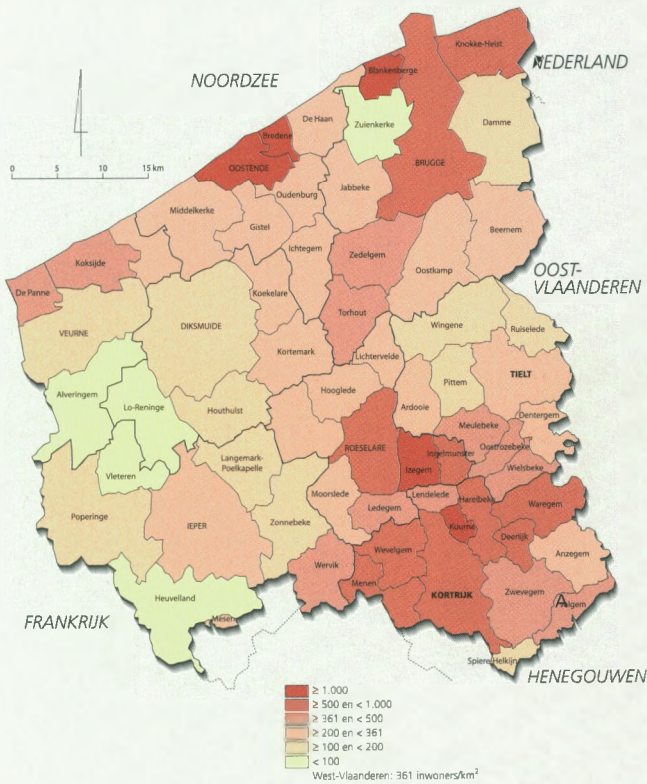 Knokke-Heist
NEDERLAND
NOORDZEE
Blankenberge
De Haan
Zuienkerke
Damme
Bredene
OOSTENDE
BRUGGE
0 5 10 15 km
Oudenburg
Jabbeke
Middelkerke
Gistel
Beernem
Ichtegem
Zedelgem
Koksijde
Oostkamp
OOST-
VLAANDEREN
De Panne
Koekelare
Torhout
VEURNE
DIKSMUIDE
Wingene
Ruiselede
Kortemark
Lichtervelde
TIELT
Pittem
Alveringem
Lo-Reninge
Houthulst
Hooglede
Ardooie
Dentergem
Meulebeke
Oostrozebeke
ROESELARE
Ingelmunster
Izegem
Wielsbeke
Langemark-
Poelkapelle
Vleteren
Moorslede
Lendelede
Ledegem
Harelbeke
Waregem
Poperinge
IEPER
Zonnebeke
Kuurne
Deerlijk
Wevelgem
Anzegem
Wervik
Menen
KORTRIJK
Zwevegem
Heuvelland
A
FRANKRIJK
Spiere-Helkijn
HENEGOUWEN
≥ 1.000
≥ 500 en < 1.000
≥ 361 en < 500
≥ 200 en < 361
≥ 100 en < 200
< 100
West-Vlaanderen: 361 inwoners/km²